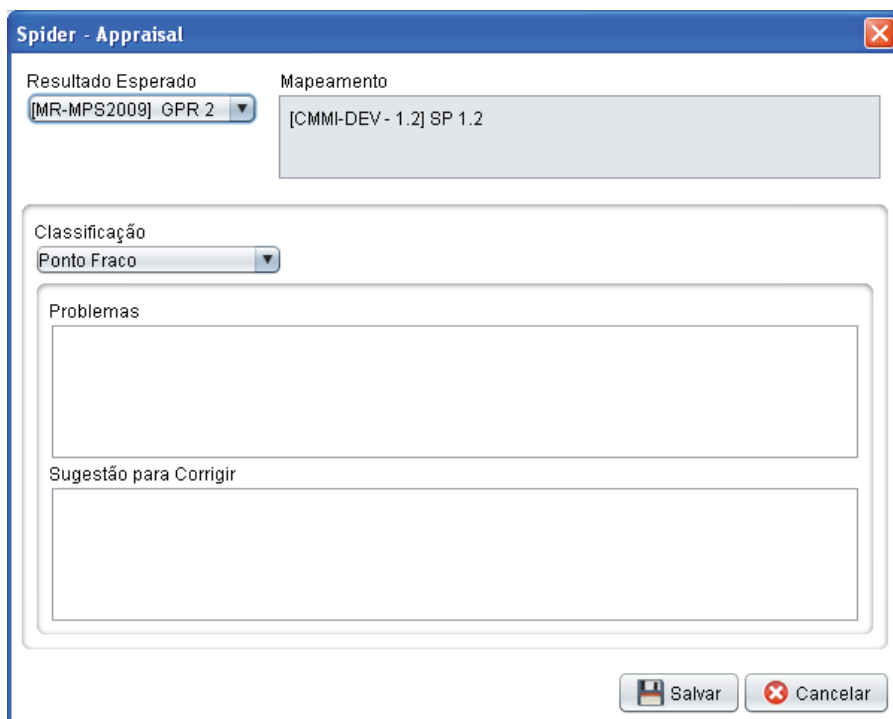 Spider - Appraisal
Resultado Esperado
[MR-MPS2009] GPR 2
Mapeamento
[CMMI-DEV - 1.2] SP 1.2
Classificação
Ponto Fraco
Problemas
Sugestão para Corrigir
Salvar
Cancelar